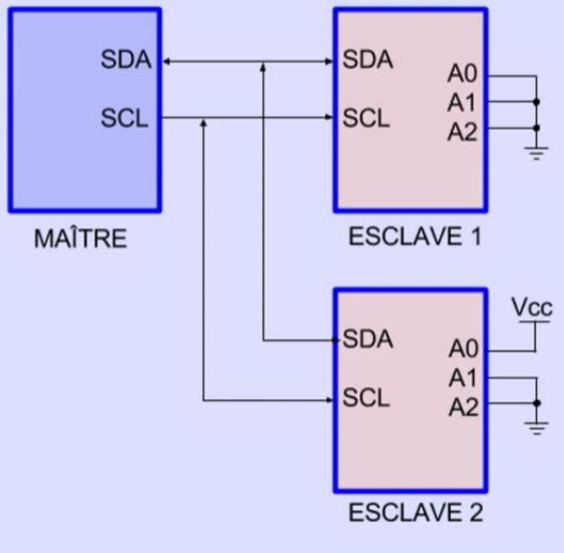 SDA
SCL
MAÎTRE
SDA
SCL
A0
A1
A2
ESCLAVE 1
Vcc
SDA
SCL
A0
A1
A2
ESCLAVE 2